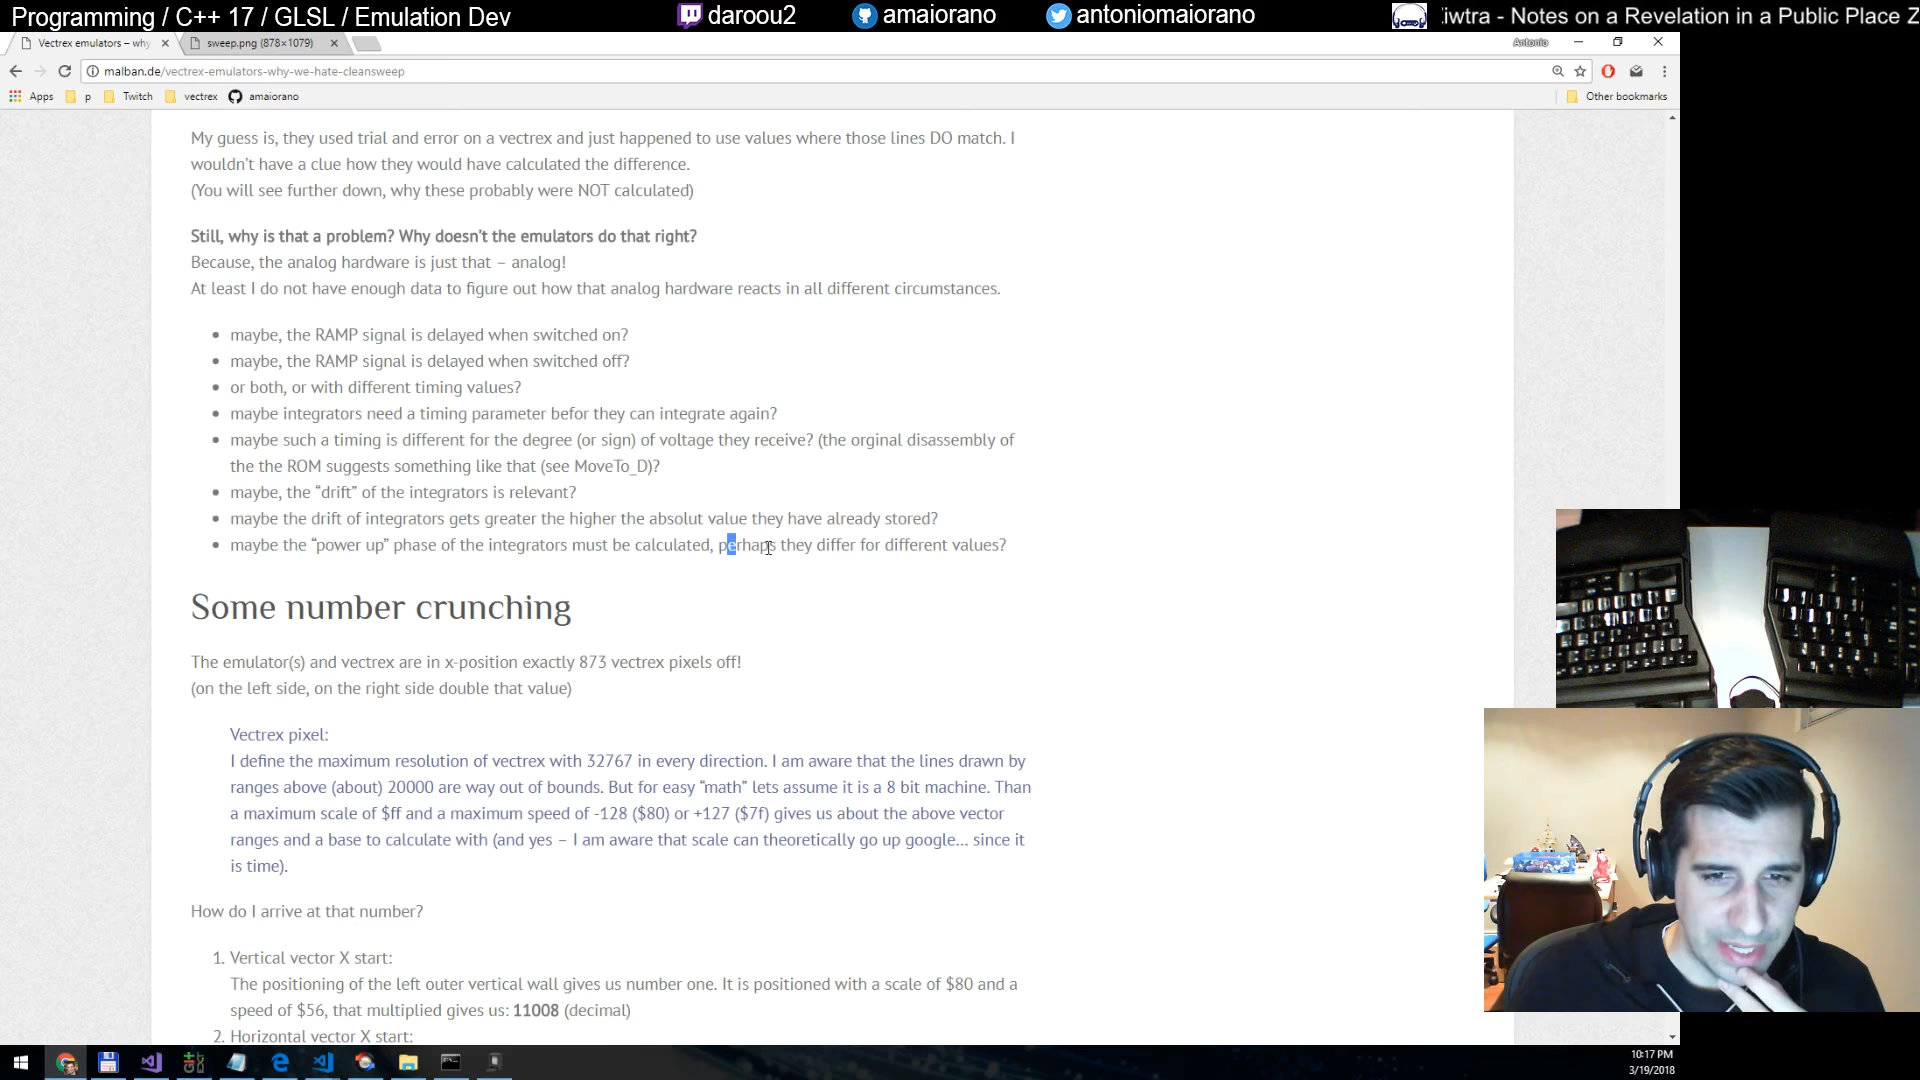 Programming / C++ 17 / GLSL / Emulation Dev
daroou2
amaiorano
antoniomaiorano
iwtra - Notes on a Revelation in a Public Place Z
Vectrex emulators – why
sweep.png (878×1079)
Antonio
malban.de/vectrex-emulators-why-we-hate-cleansweep
Apps
p
Twitch
vectrex
amaiorano
Other bookmarks
My guess is, they used trial and error on a vectrex and just happened to use values where those lines DO match. I
wouldn't have a clue how they would have calculated the difference.
(You will see further down, why these probably were NOT calculated)
Still, why is that a problem? Why doesn't the emulators do that right?
Because, the analog hardware is just that – analog!
At least I do not have enough data to figure out how that analog hardware reacts in all different circumstances.
• maybe, the RAMP signal is delayed when switched on?
• maybe, the RAMP signal is delayed when switched off?
• or both, or with different timing values?
• maybe integrators need a timing parameter befor they can integrate again?
• maybe such a timing is different for the degree (or sign) of voltage they receive? (the orginal disassembly of
the the ROM suggests something like that (see MoveTo_D)?
• maybe, the “drift” of the integrators is relevant?
• maybe the drift of integrators gets greater the higher the absolut value they have already stored?
• maybe the “power up” phase of the integrators must be calculated, perhaps they differ for different values?
Some number crunching
The emulator(s) and vectrex are in x-position exactly 873 vectrex pixels off!
(on the left side, on the right side double that value)
Vectrex pixel:
I define the maximum resolution of vectrex with 32767 in every direction. I am aware that the lines drawn by
ranges above (about) 20000 are way out of bounds. But for easy “math” lets assume it is a 8 bit machine. Than
a maximum scale of $ff and a maximum speed of -128 ($80) or +127 ($7f) gives us about the above vector
ranges and a base to calculate with (and yes – I am aware that scale can theoretically go up google… since it
is time).
How do I arrive at that number?
1. Vertical vector X start:
The positioning of the left outer vertical wall gives us number one. It is positioned with a scale of $80 and a
speed of $56, that multiplied gives us: 11008 (decimal)
2. Horizontal vector X start:
10:17 PM
3/19/2018